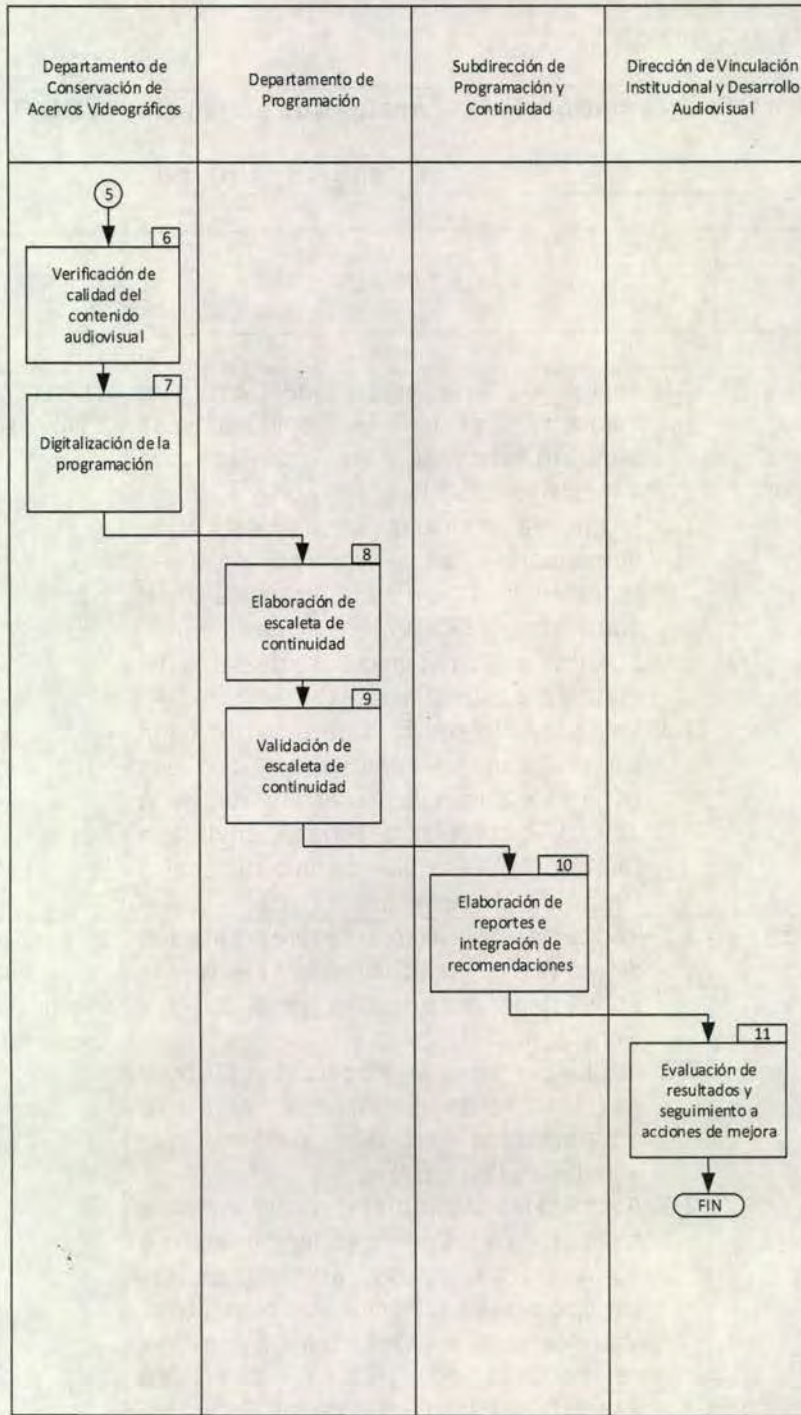 Departamento de
Conservación de
Acervos Videográficos
Departamento de
Programación
Subdirección de
Programación y
Continuidad
Dirección de Vinculación
Institucional y Desarrollo
Audiovisual
5
6
Verificación de
calidad del
contenido
audiovisual
7
Digitalización de la
programación
8
Elaboración de
escaleta de
continuidad
9
Validación de
escaleta de
continuidad
10
Elaboración de
reportes e
integración de
recomendaciones
11
Evaluación de
resultados y
seguimiento a
acciones de mejora
FIN